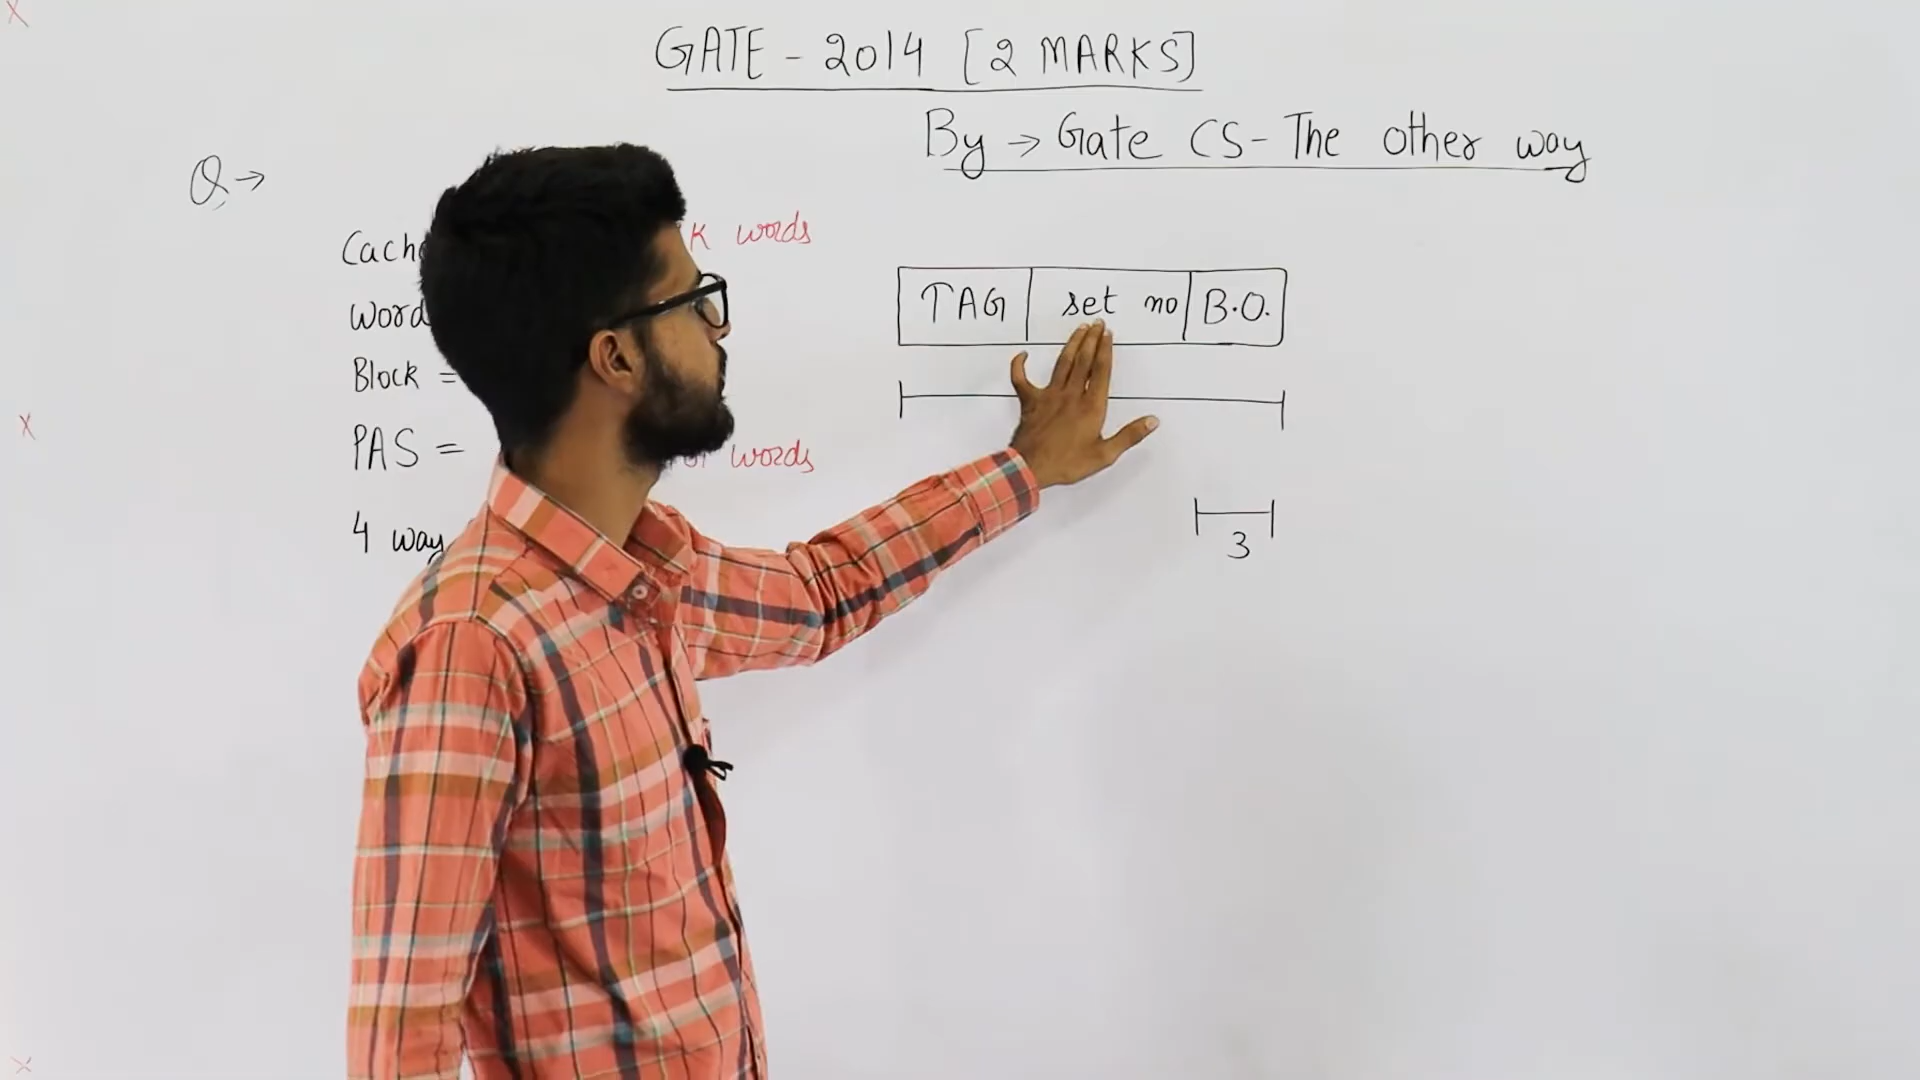 GATE - 2014 [2 MARKS]
By → Gate CS - The other way
Q →
Cach
K words
TAG set no B.O.
Word
Block =
PAS =
words
4 way
3